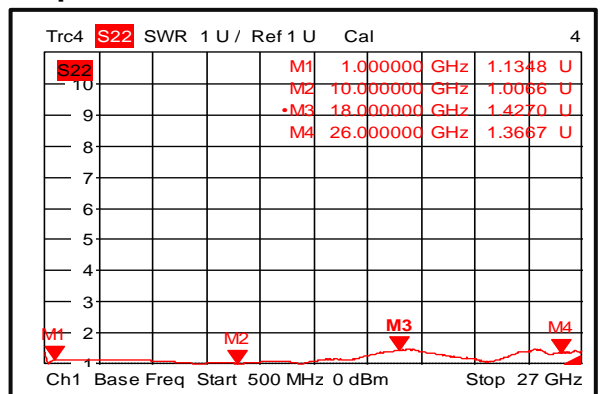 Trc4 S22 SWR 1 U / Ref 1 U Cal 4
S22
M1 1.000000 GHz 1.1348 U
M2 10.000000 GHz 1.0066 U
•M3 18.000000 GHz 1.4270 U
M4 26.000000 GHz 1.3667 U
10
9
8
7
6
5
4
3
2
1
M1
M2
M3
M4
Ch1 Base Freq Start 500 MHz 0 dBm Stop 27 GHz